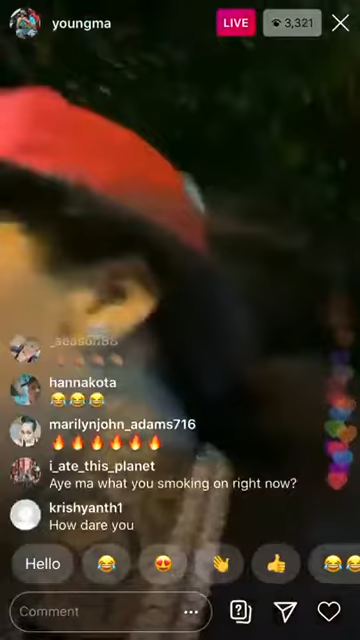 youngma
LIVE
3,321
_season88
hannakota
😂😂😂
marilynjohn_adams716
🔥🔥🔥🔥🔥🔥
i_ate_this_planet
Aye ma what you smoking on right now?
krishyanth1
How dare you
Hello
Comment